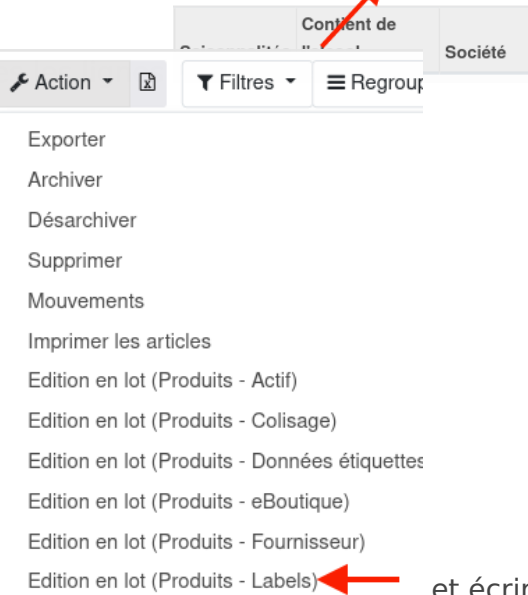 Contient de
Société
Action
Filtres
Exporter
Archiver
Désarchiver
Supprimer
Mouvements
Imprimer les articles
Edition en lot (Produits - Actif)
Edition en lot (Produits - Colisage)
Edition en lot (Produits - Données étiquettes
Edition en lot (Produits - eBoutique)
Edition en lot (Produits - Fournisseur)
Edition en lot (Produits - Labels)
et